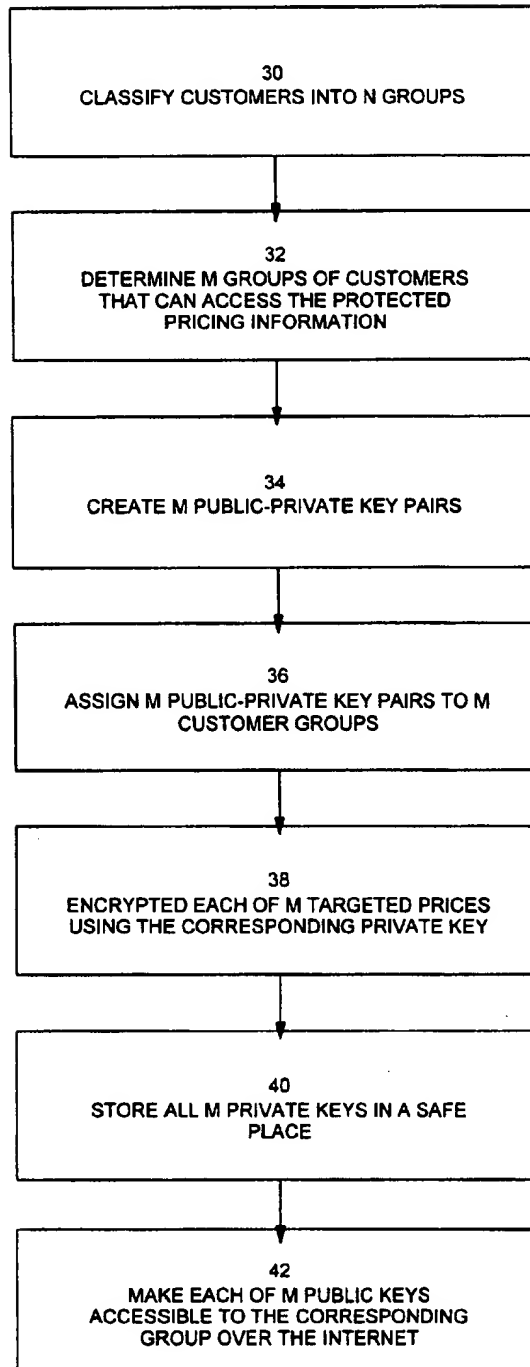 30
CLASSIFY CUSTOMERS INTO N GROUPS
32
DETERMINE M GROUPS OF CUSTOMERS
THAT CAN ACCESS THE PROTECTED
PRICING INFORMATION
34
CREATE M PUBLIC-PRIVATE KEY PAIRS
36
ASSIGN M PUBLIC-PRIVATE KEY PAIRS TO M
CUSTOMER GROUPS
38
ENCRYPTED EACH OF M TARGETED PRICES
USING THE CORRESPONDING PRIVATE KEY
40
STORE ALL M PRIVATE KEYS IN A SAFE
PLACE
42
MAKE EACH OF M PUBLIC KEYS
ACCESSIBLE TO THE CORRESPONDING
GROUP OVER THE INTERNET